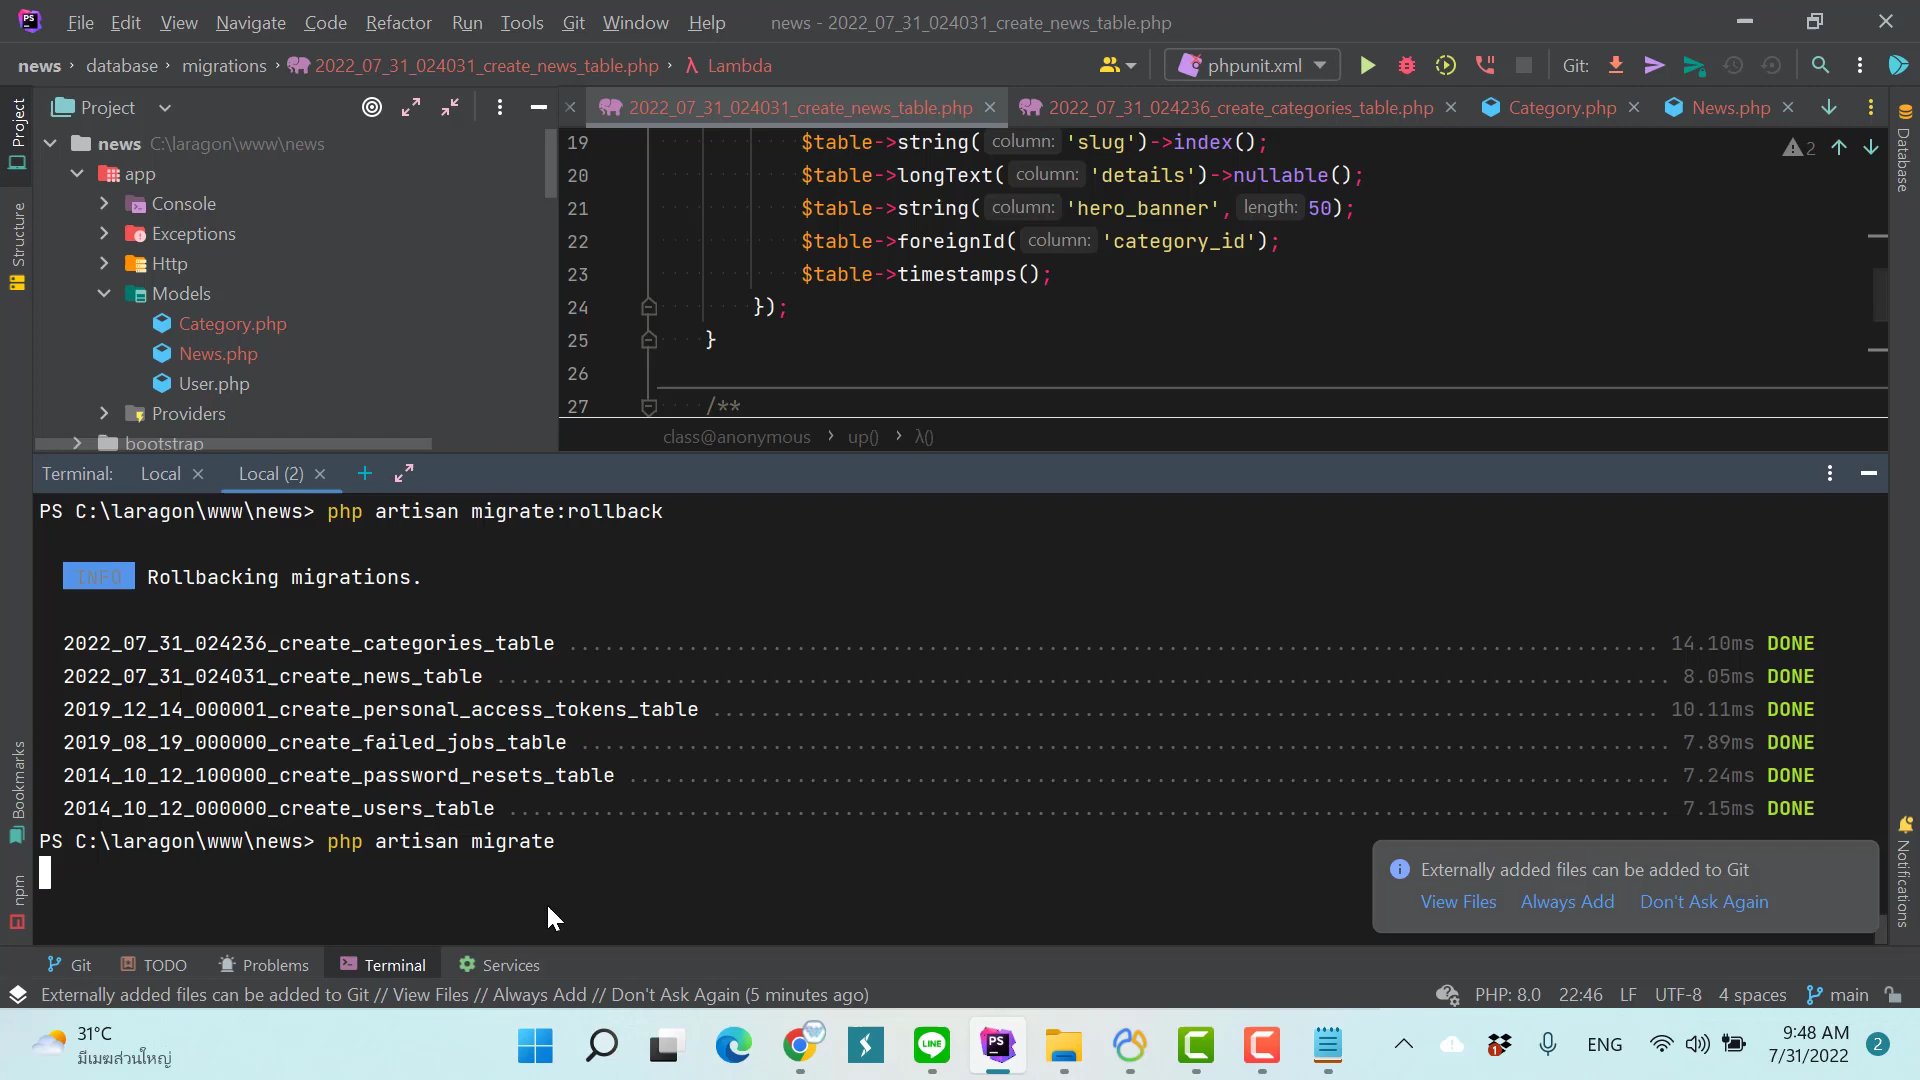 PS
File Edit View Navigate Code Refactor Run Tools Git Window Help news - 2022_07_31_024031_create_news_table.php
news > database > migrations > 2022_07_31_024031_create_news_table.php > λ Lambda
phpunit.xml Git:
Project
2022_07_31_024031_create_news_table.php 2022_07_31_024236_create_categories_table.php Category.php News.php
news C:\laragon\www\news
app
Console
Exceptions
Http
Models
Category.php
News.php
User.php
Providers
bootstrap
19 $table->string( column: 'slug')->index();
20 $table->longText( column: 'details')->nullable();
21 $table->string( column: 'hero_banner', length: 50);
22 $table->foreignId( column: 'category_id');
23 $table->timestamps();
24 });
25 }
26
27 /**
2
class@anonymous > up() > λ()
Project
Structure
Bookmarks
npm
Database
Notifications
Terminal: Local Local (2)
PS C:\laragon\www\news> php artisan migrate:rollback
INFO Rollbacking migrations.
2022_07_31_024236_create_categories_table 14.10ms DONE
2022_07_31_024031_create_news_table 8.05ms DONE
2019_12_14_000001_create_personal_access_tokens_table 10.11ms DONE
2019_08_19_000000_create_failed_jobs_table 7.89ms DONE
2014_10_12_100000_create_password_resets_table 7.24ms DONE
2014_10_12_000000_create_users_table 7.15ms DONE
PS C:\laragon\www\news> php artisan migrate
Externally added files can be added to Git
View Files Always Add Don't Ask Again
Git TODO Problems Terminal Services
Externally added files can be added to Git // View Files // Always Add // Don't Ask Again (5 minutes ago) PHP: 8.0 22:46 LF UTF-8 4 spaces main
31°C
มีเมฆส่วนใหญ่
LINE
PS
1
ENG
9:48 AM
7/31/2022
2